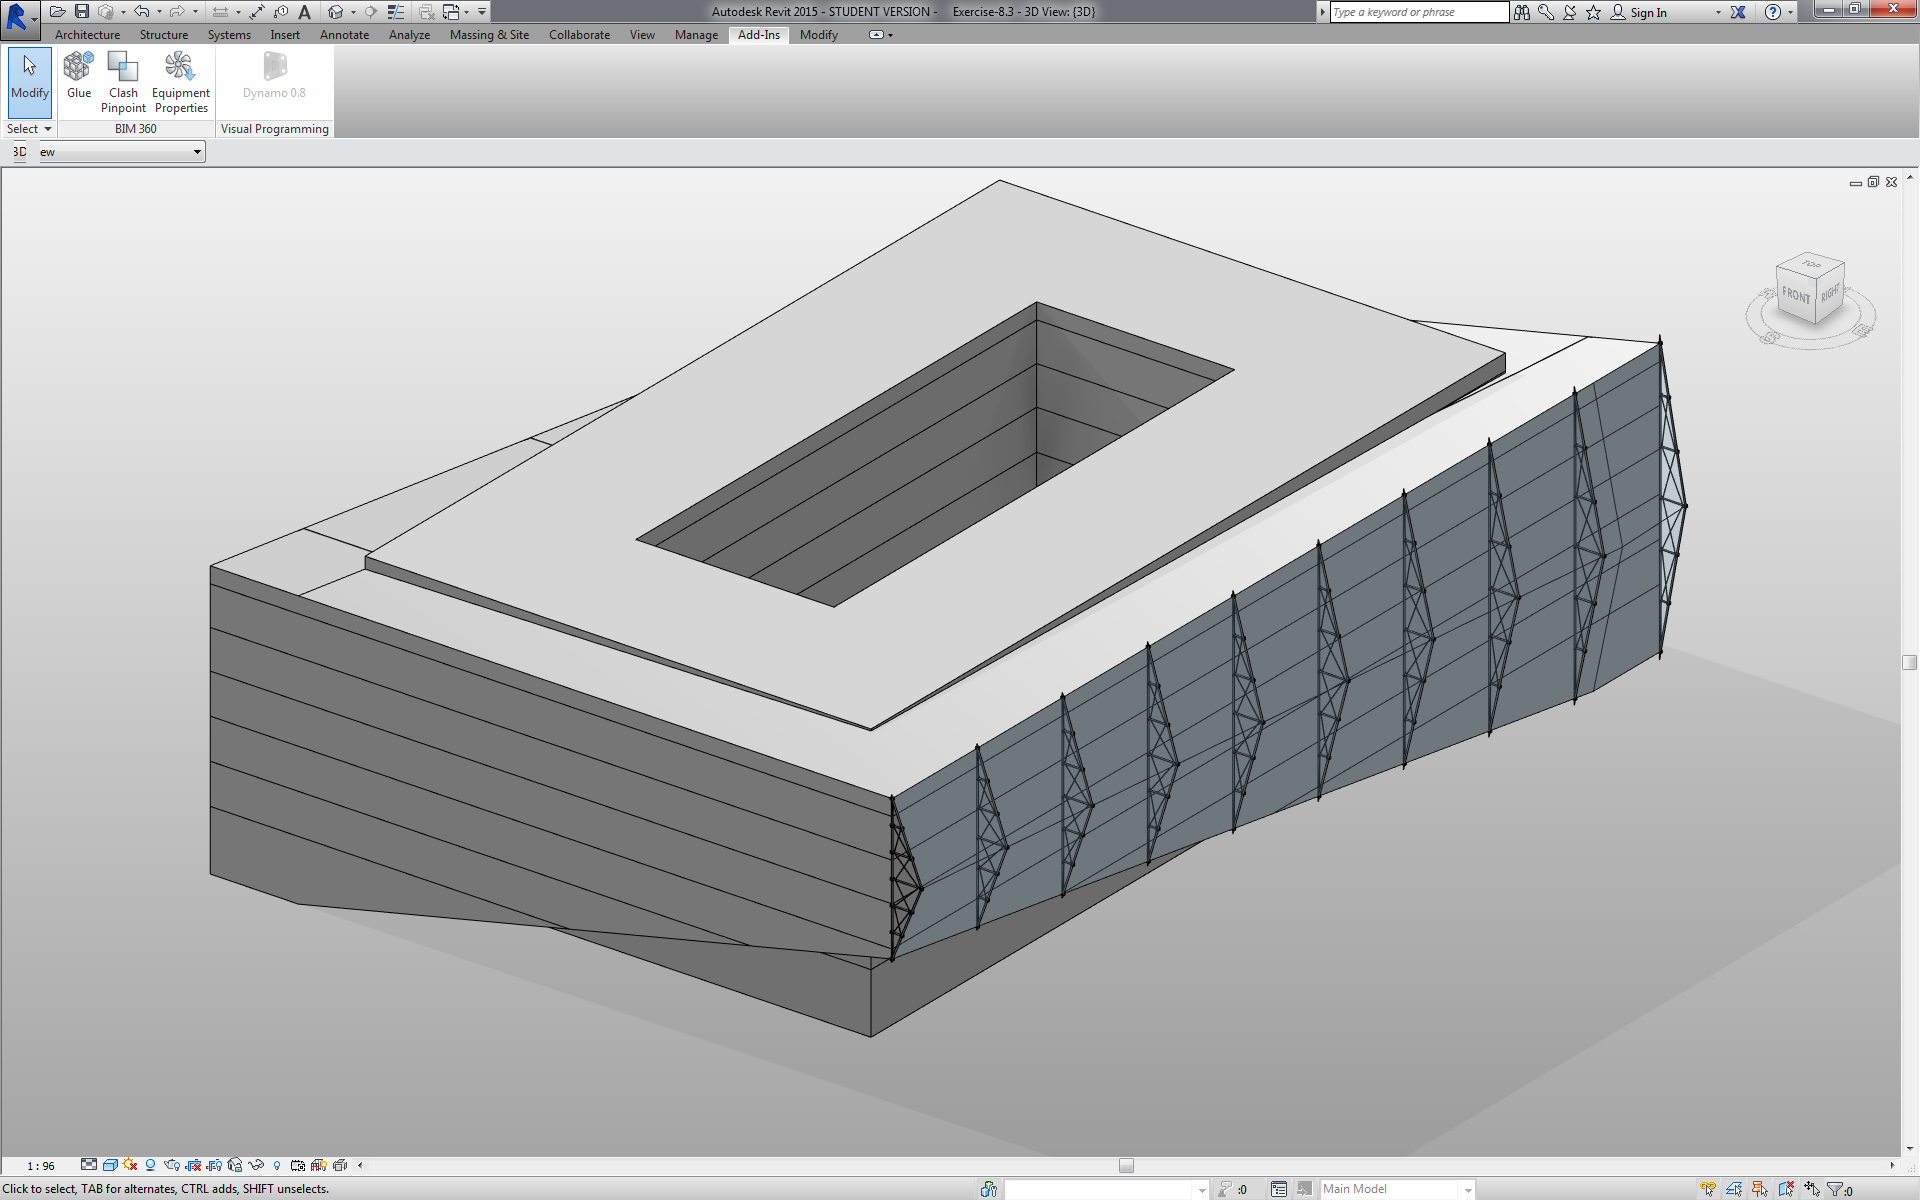 Autodesk Revit 2015 - STUDENT VERSION - Exercise-8.3 - 3D View: {3D}
Type a keyword or phrase
Sign In
Architecture Structure Systems Insert Annotate Analyze Massing & Site Collaborate View Manage Add-Ins Modify
Modify
Glue
Clash Pinpoint
Equipment Properties
Dynamo 0.8
Select
BIM 360
Visual Programming
3D ew
TOP
FRONT
RIGHT
1 : 96
Click to select, TAB for alternates, CTRL adds, SHIFT unselects.
:0
Main Model
:0